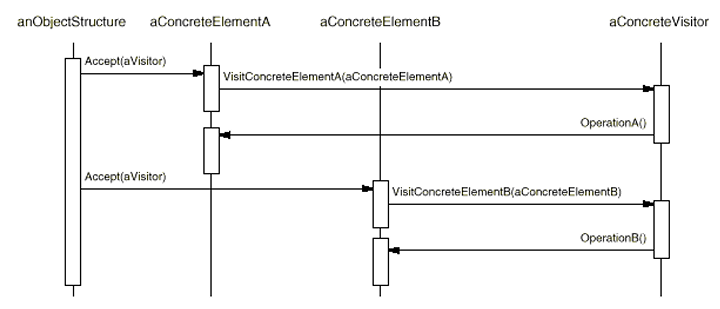 anObjectStructure aConcreteElementA aConcreteElementB aConcreteVisitor
Accept(aVisitor)
VisitConcreteElementA(aConcreteElementA)
OperationA()
Accept(aVisitor)
VisitConcreteElementB(aConcreteElementB)
OperationB()